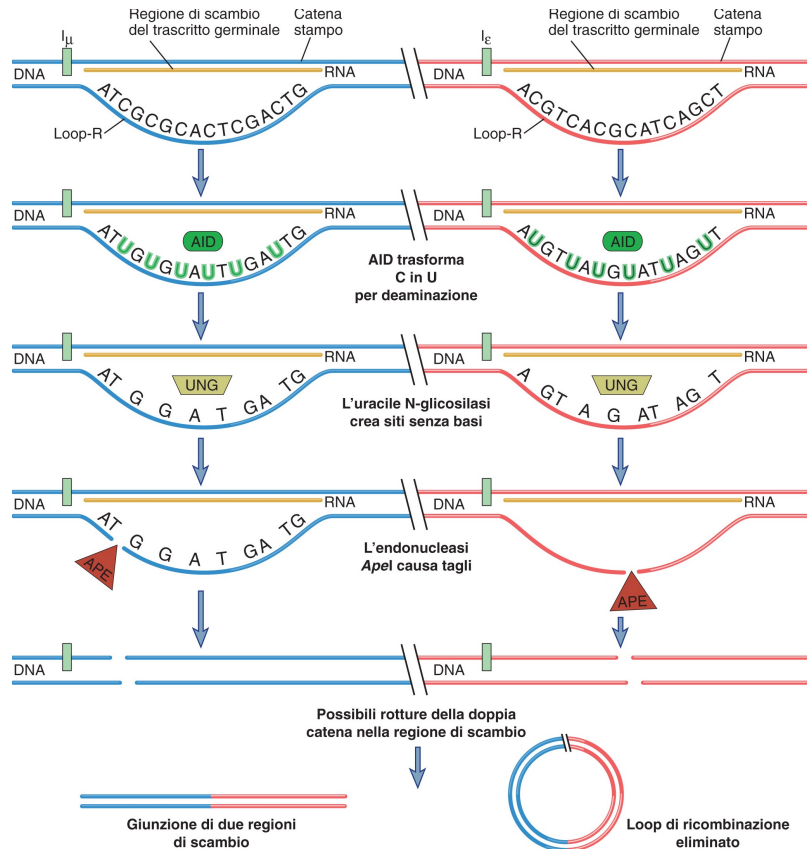 Regione di scambio
del trascritto germinale
Catena
stampo
Iμ
DNA
RNA
ATCGCGCACTCGACTG
Loop-R
Regione di scambio
del trascritto germinale
Catena
stampo
Iε
DNA
RNA
ACGTCACGCATCAGCT
Loop-R
DNA
RNA
AID
ATUGUGUAUTUGAUTG
AID trasforma
C in U
per deaminazione
DNA
RNA
AID
AUGTUAUGUATUAGUT
DNA
RNA
UNG
AT G G A T GA TG
L'uracile N-glicosilasi
crea siti senza basi
DNA
RNA
UNG
A GT A G AT AG T
DNA
RNA
AT G G A T GA TG
APE
L'endonucleasi
ApeI causa tagli
DNA
RNA
APE
DNA
DNA
Possibili rotture della doppia
catena nella regione di scambio
Giunzione di due regioni
di scambio
Loop di ricombinazione
eliminato